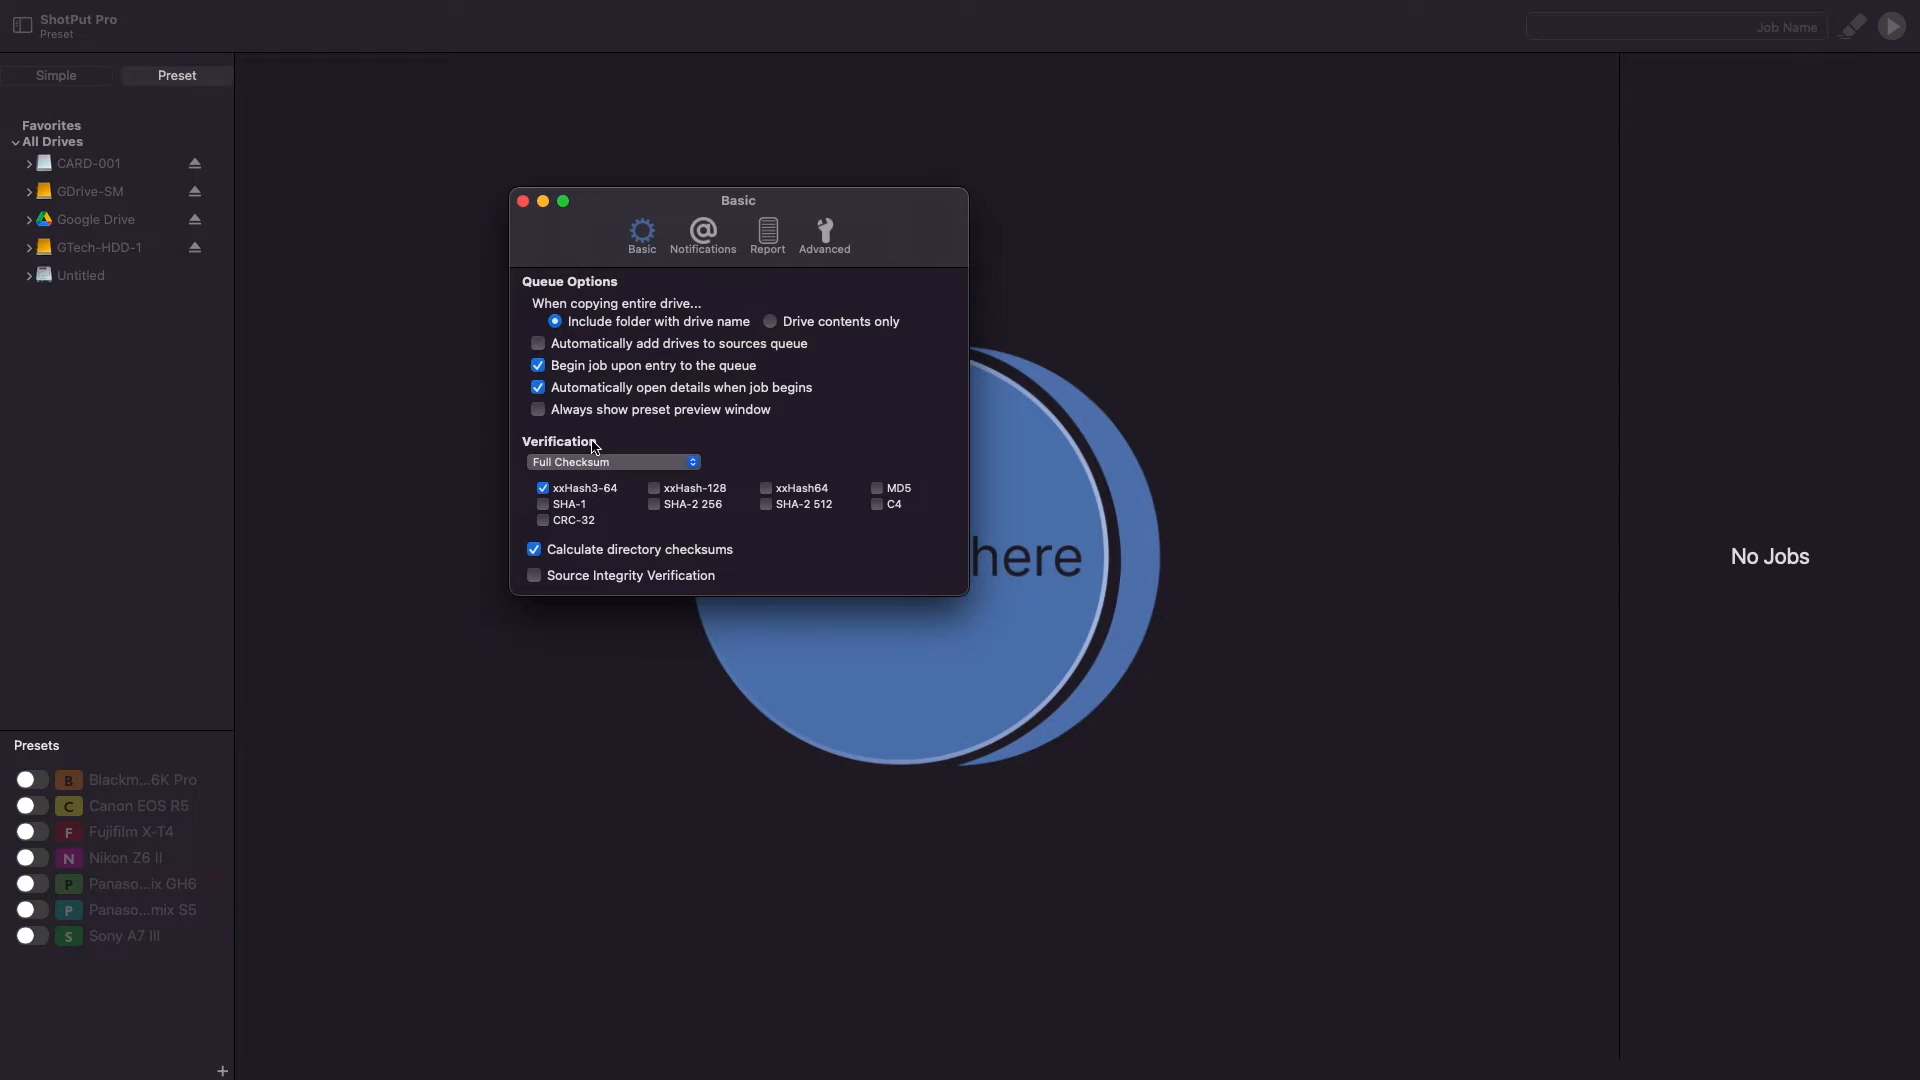 ShotPut Pro
Preset
Job Name
Simple
Preset
Favorites
All Drives
CARD-001
GDrive-SM
Google Drive
GTech-HDD-1
Untitled
Basic
Basic
Notifications
Report
Advanced
Queue Options
When copying entire drive...
Include folder with drive name
Drive contents only
Automatically add drives to sources queue
Begin job upon entry to the queue
Automatically open details when job begins
Always show preset preview window
Verification
Full Checksum
xxHash3-64
xxHash-128
xxHash64
MD5
SHA-1
SHA-2 256
SHA-2 512
C4
CRC-32
Calculate directory checksums
Source Integrity Verification
here
No Jobs
Presets
B Blackm...6K Pro
C Canon EOS R5
F Fujifilm X-T4
N Nikon Z6 II
P Panaso...ix GH6
P Panaso...mix S5
S Sony A7 III